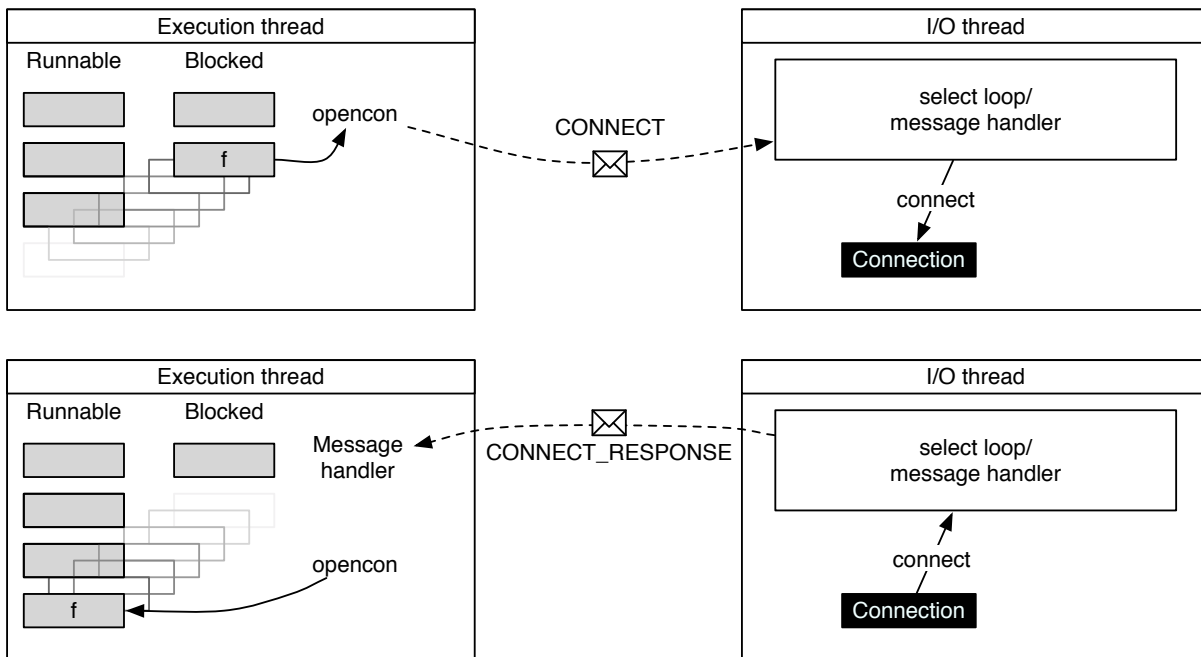 Execution thread
Runnable
Blocked
opencon
f
CONNECT
I/O thread
select loop/
message handler
connect
Connection
Execution thread
Runnable
Blocked
Message
handler
opencon
f
CONNECT_RESPONSE
I/O thread
select loop/
message handler
connect
Connection